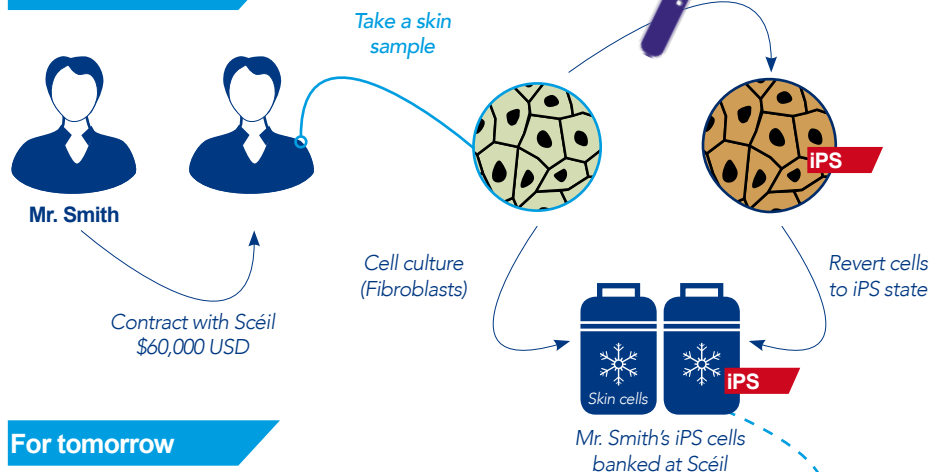 Take a skin
sample
iPS
Mr. Smith
Cell culture
(Fibroblasts)
Revert cells
to iPS state
Contract with Scéil
$60,000 USD
iPS
Skin cells
For tomorrow
Mr. Smith's iPS cells
banked at Scéil